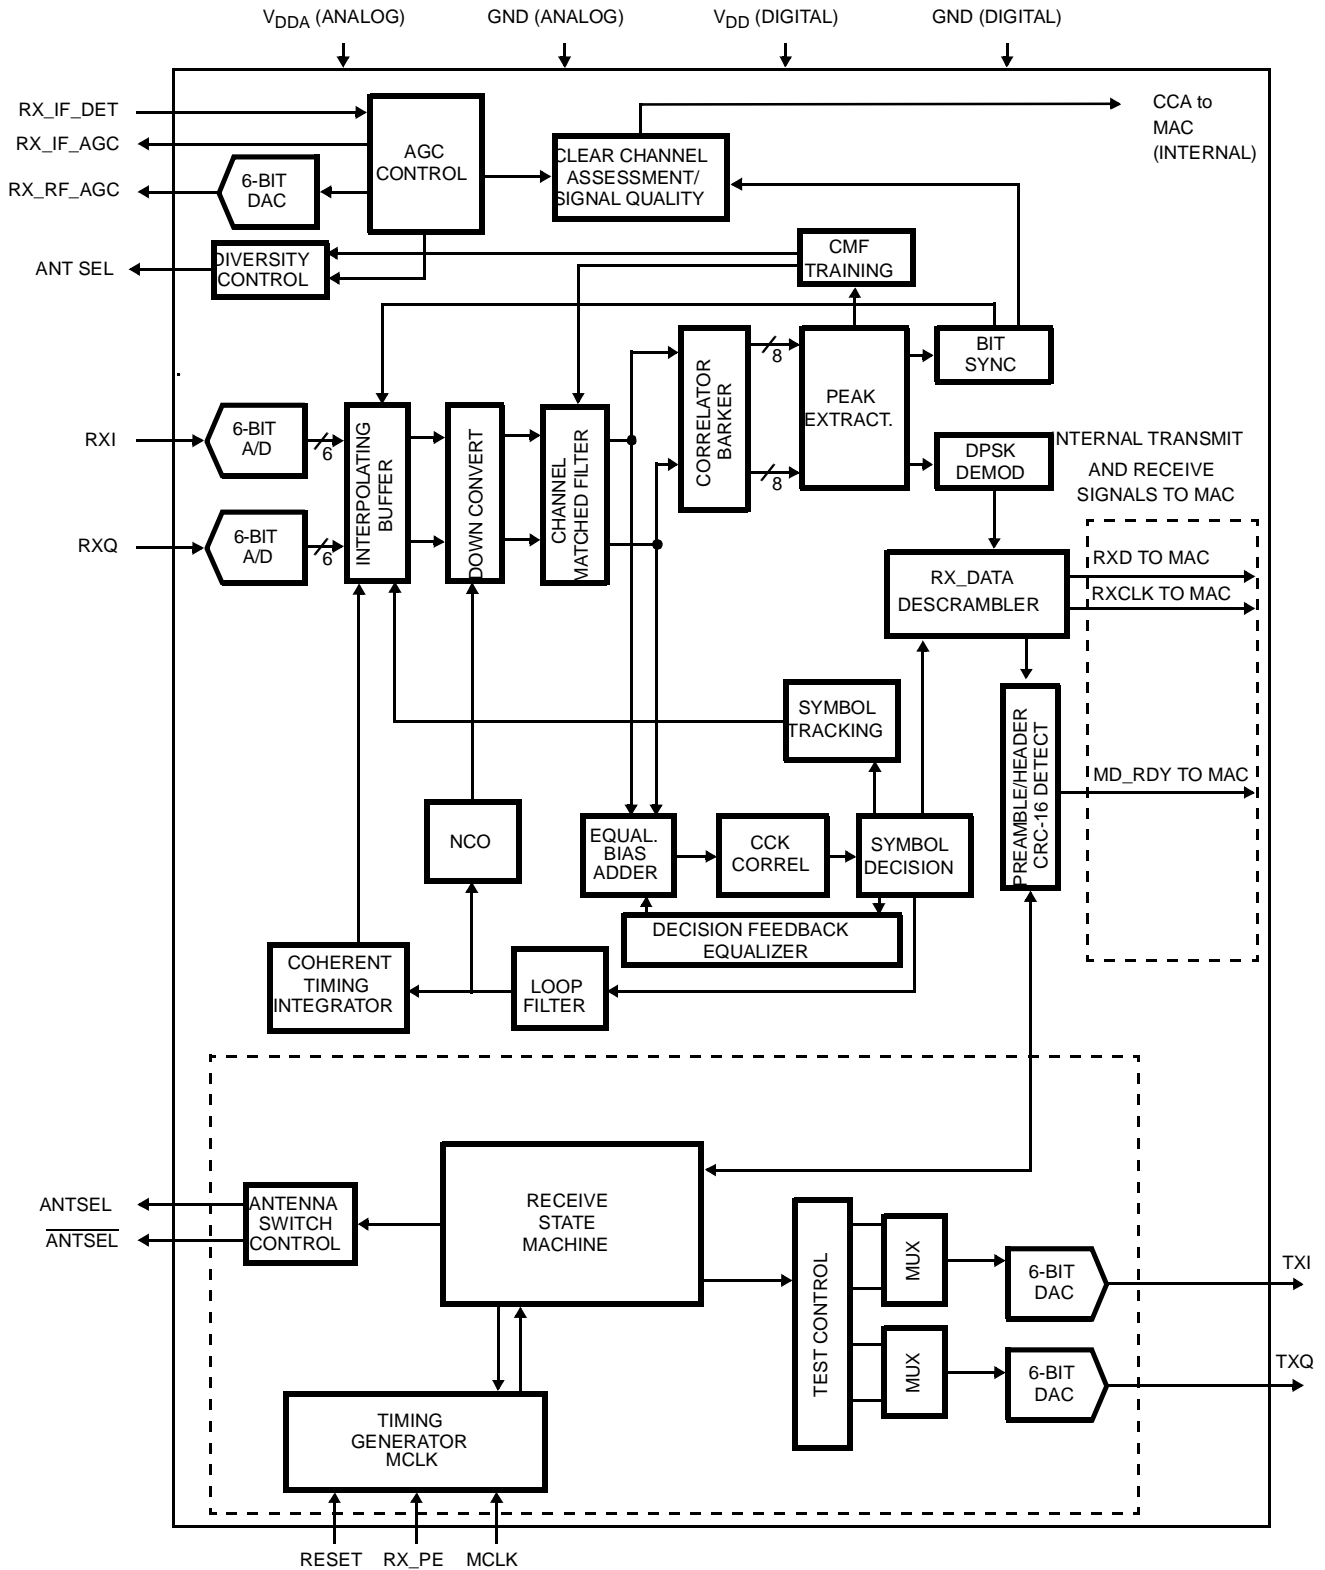 VDDA (ANALOG)
GND (ANALOG)
VDD (DIGITAL)
GND (DIGITAL)
RX_IF_DET
RX_IF_AGC
RX_RF_AGC
6-BIT
DAC
AGC
CONTROL
CLEAR CHANNEL
ASSESSMENT/
SIGNAL QUALITY
CCA to
MAC
(INTERNAL)
ANT SEL
DIVERSITY
CONTROL
CMF
TRAINING
BIT
SYNC
CORRELATOR
BARKER
8
8
PEAK
EXTRACT.
RXI
6-BIT
A/D
6
RXQ
6-BIT
A/D
6
INTERPOLATING
BUFFER
DOWN CONVERT
CHANNEL
MATCHED FILTER
DPSK
DEMOD
INTERNAL TRANSMIT
AND RECEIVE
SIGNALS TO MAC
RX_DATA
DESCRAMBLER
RXD TO MAC
RXCLK TO MAC
SYMBOL
TRACKING
PREAMBLE/HEADER
CRC-16 DETECT
MD_RDY TO MAC
NCO
EQUAL.
BIAS
ADDER
CCK
CORREL
SYMBOL
DECISION
DECISION FEEDBACK
EQUALIZER
COHERENT
TIMING
INTEGRATOR
LOOP
FILTER
ANTSEL
ANTSEL
ANTENNA
SWITCH
CONTROL
RECEIVE
STATE
MACHINE
TEST CONTROL
MUX
6-BIT
DAC
TXI
MUX
6-BIT
DAC
TXQ
TIMING
GENERATOR
MCLK
RESET
RX_PE
MCLK